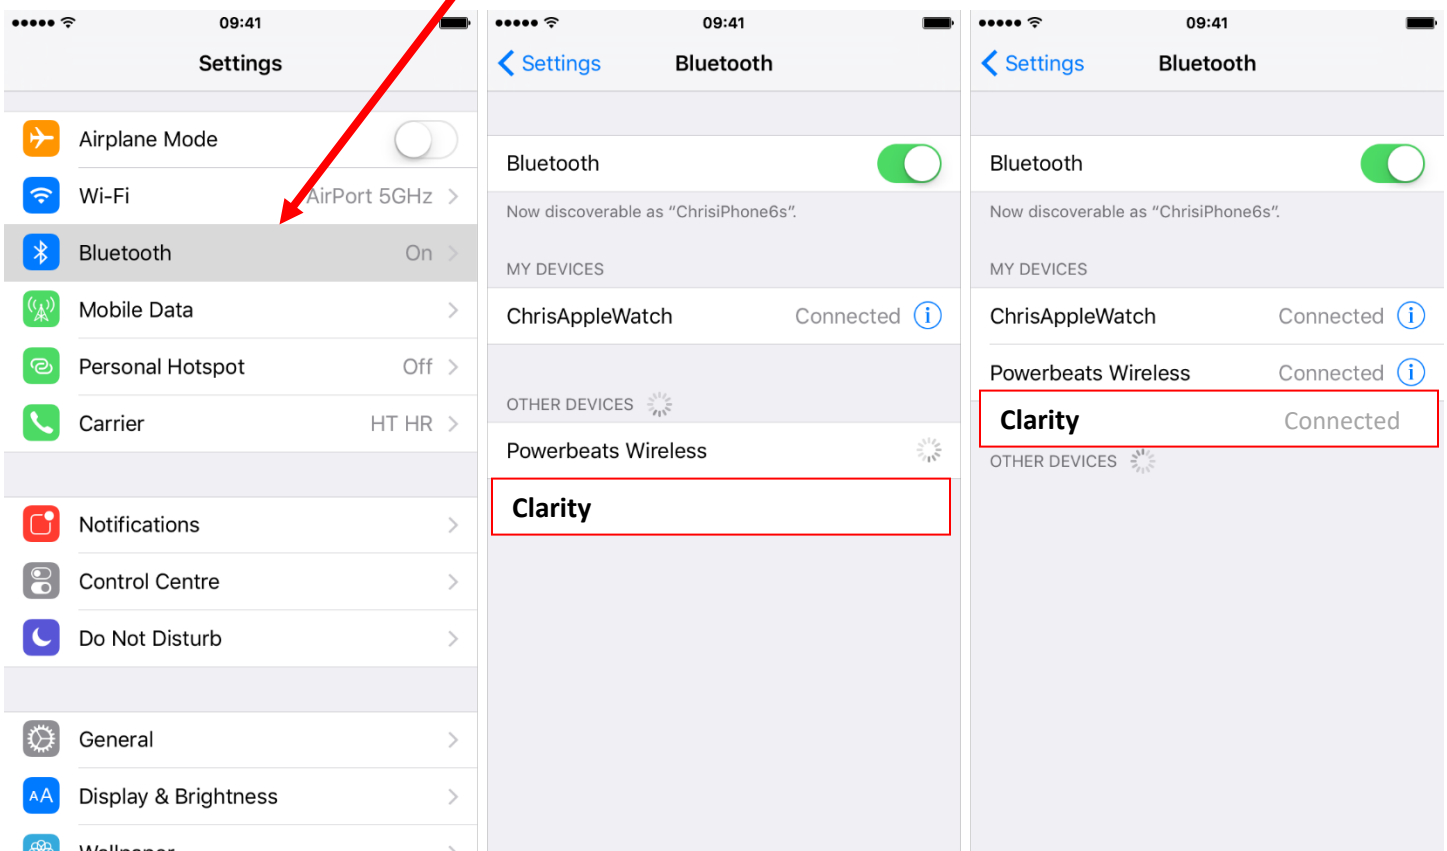 09:41
Settings
Airplane Mode
Wi-Fi AirPort 5GHz
Bluetooth On
Mobile Data
Personal Hotspot Off
Carrier HT HR
Notifications
Control Centre
Do Not Disturb
General
AA Display & Brightness
Wallpaper
09:41
Settings Bluetooth
Bluetooth
Now discoverable as “ChrisiPhone6s”.
MY DEVICES
ChrisAppleWatch Connected i
OTHER DEVICES
Powerbeats Wireless
Clarity
09:41
Settings Bluetooth
Bluetooth
Now discoverable as “ChrisiPhone6s”.
MY DEVICES
ChrisAppleWatch Connected i
Powerbeats Wireless Connected i
Clarity Connected
OTHER DEVICES